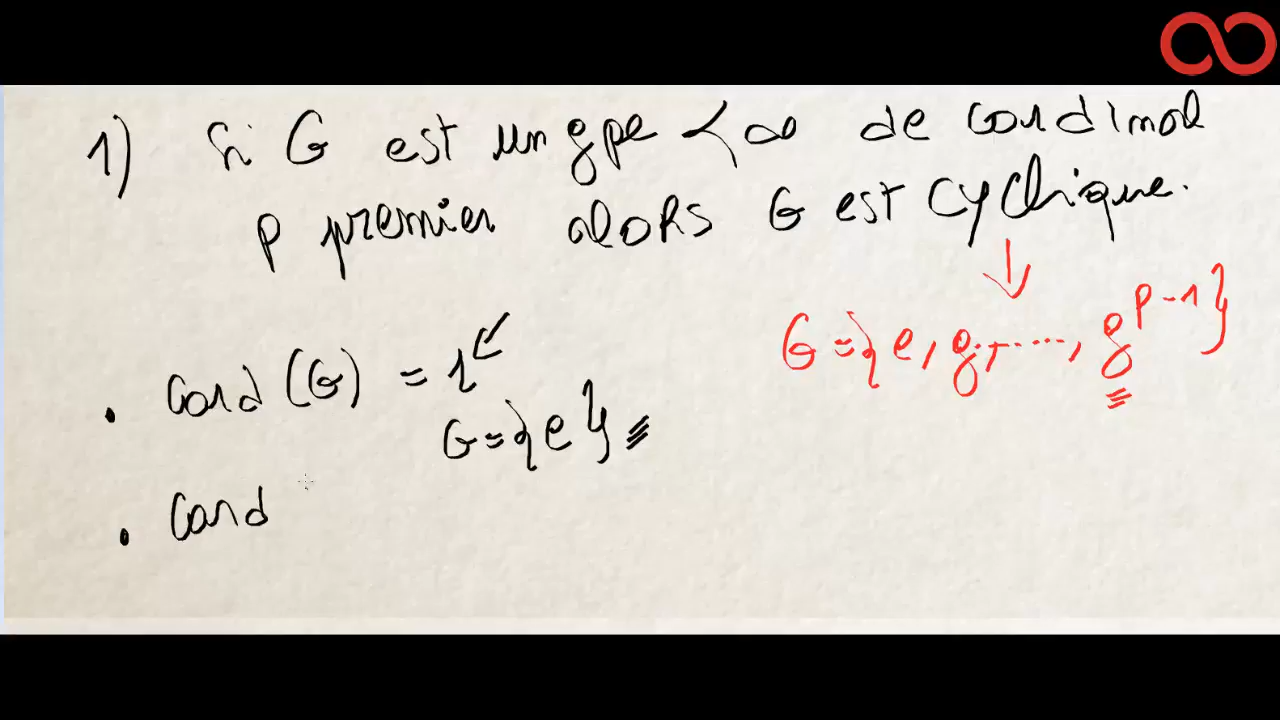 1) Si G est un gpe < ∞ de cardinal
p premier alors G est cyclique.
G = {e, g, ....., g^{p-1}}
. Card (G) = 1
G = {e}
. Card